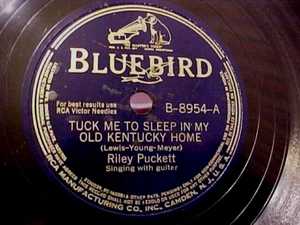 BLUEBIRD
For best results use
RCA Victor Needles
B-8954-A
TUCK ME TO SLEEP IN MY
OLD KENTUCKY HOME
(Lewis-Young-Meyer)
Riley Puckett
Singing with guitar
RCA MANUFACTURING CO., INC., CAMDEN, N. J., U. S. A.